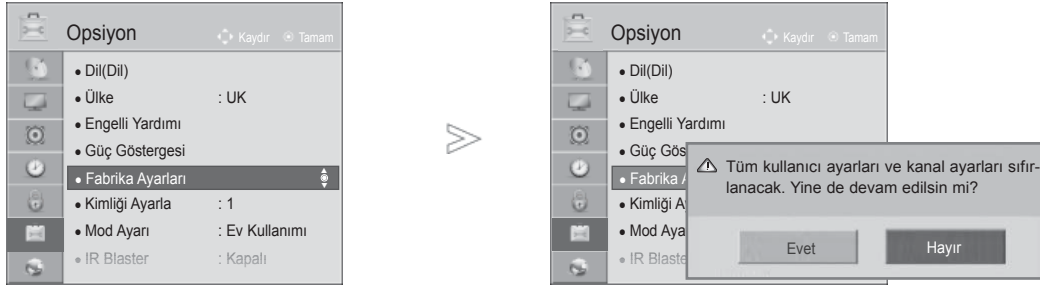 Opsiyon
Kaydır
Tamam
• Dil(Dil)
• Ülke : UK
• Engelli Yardımı
• Güç Göstergesi
• Fabrika Ayarları
• Kimliği Ayarla : 1
• Mod Ayarı : Ev Kullanımı
• IR Blaster : Kapalı
Opsiyon
Kaydır
Tamam
• Dil(Dil)
• Ülke : UK
• Engelli Yardımı
• Güç Gös
• Fabrika A
• Kimliği A
• Mod Aya
• IR Blaste
Tüm kullanıcı ayarları ve kanal ayarları sıfır-
lanacak. Yine de devam edilsin mi?
Evet
Hayır